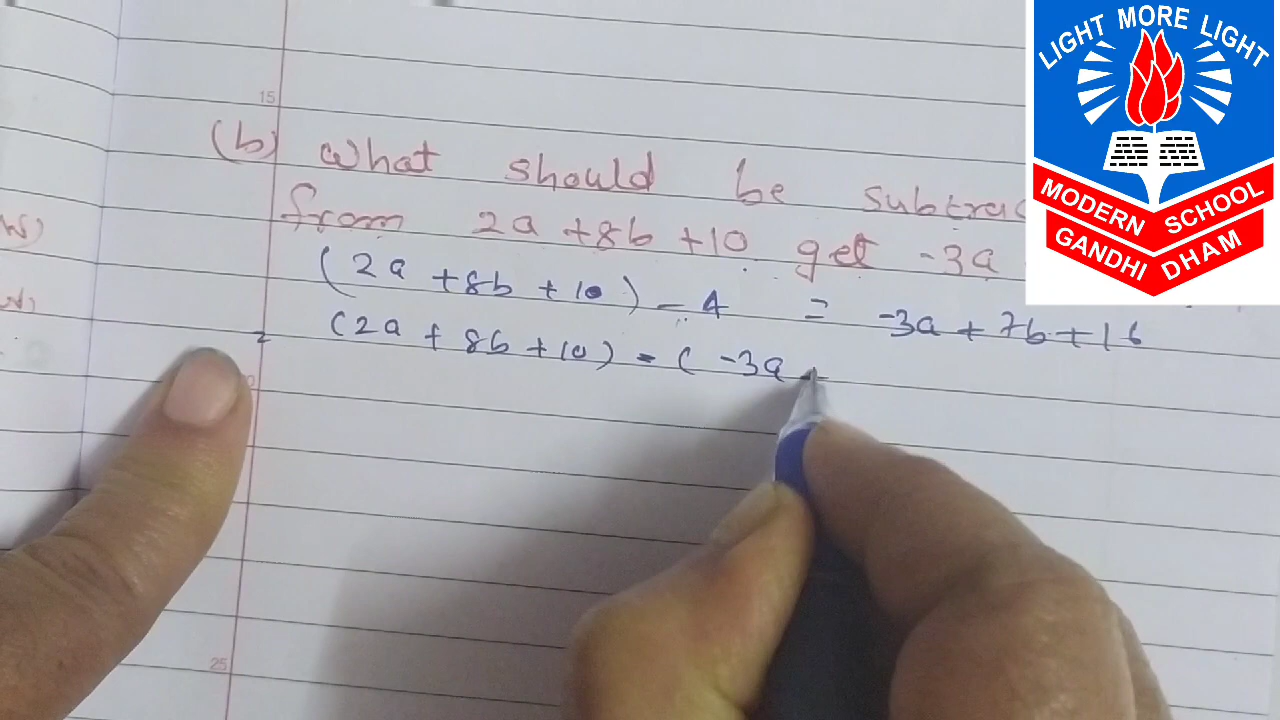 LIGHT MORE LIGHT
MODERN SCHOOL
GANDHI DHAM
15
(b) What should be subtrac
from 2a + 8b + 10 get -3a
(2a + 8b + 10) - A = -3a + 7b + 16
= (2a + 8b + 10) - ( -3a +
25